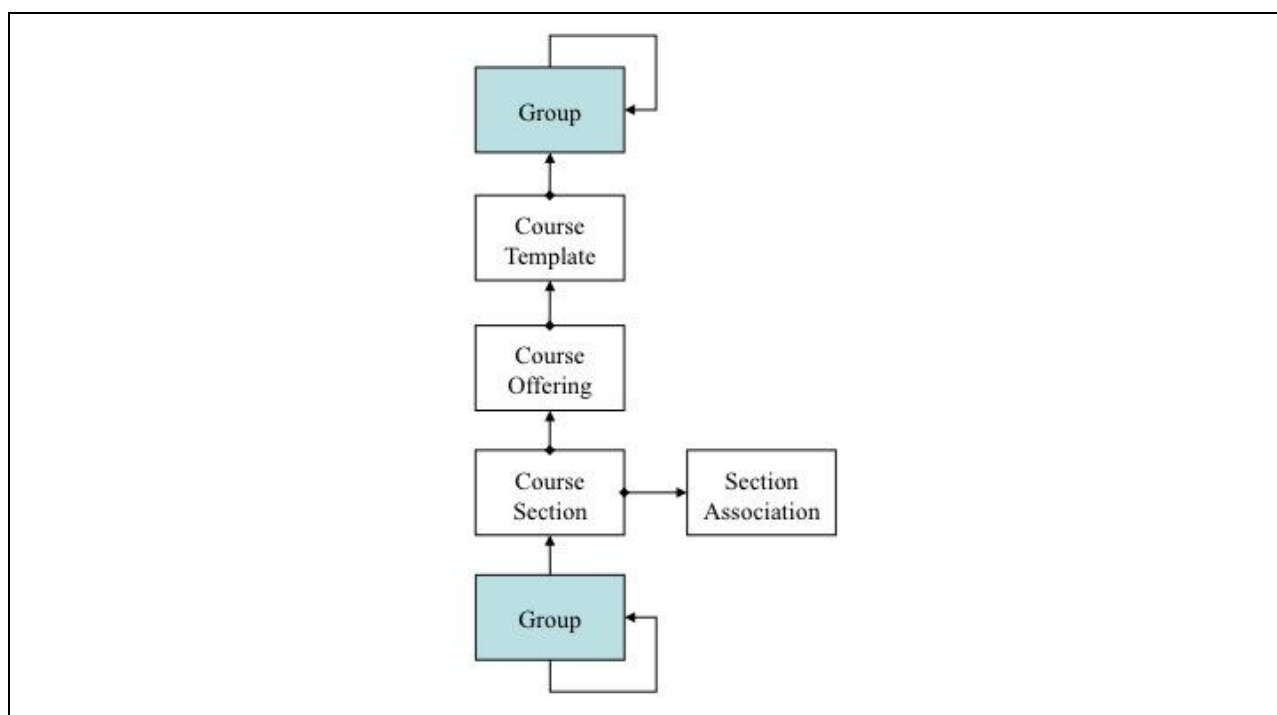 Group
Course
Template
Course
Offering
Course
Section
Section
Association
Group